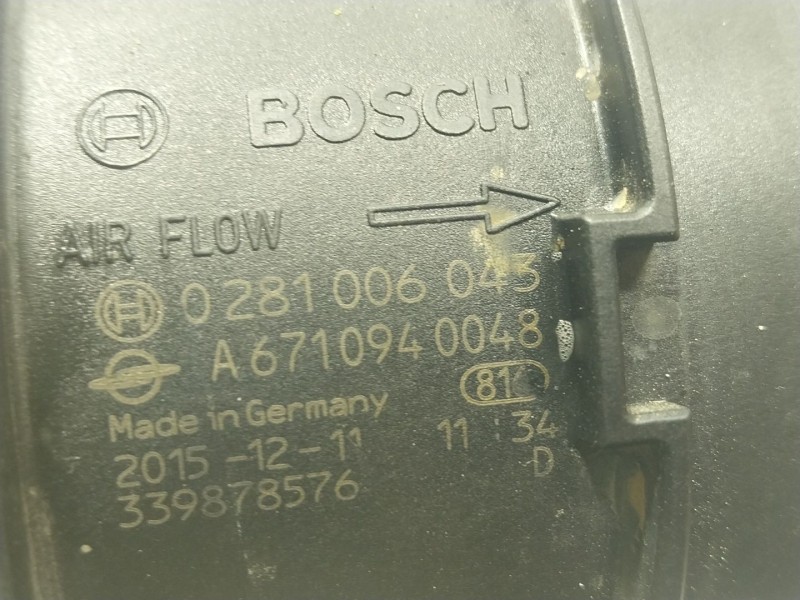 BOSCH
AIR FLOW
0 281 006 043
A 671 094 0048
81
Made in Germany
2015-12-11 11:34
339878576 D